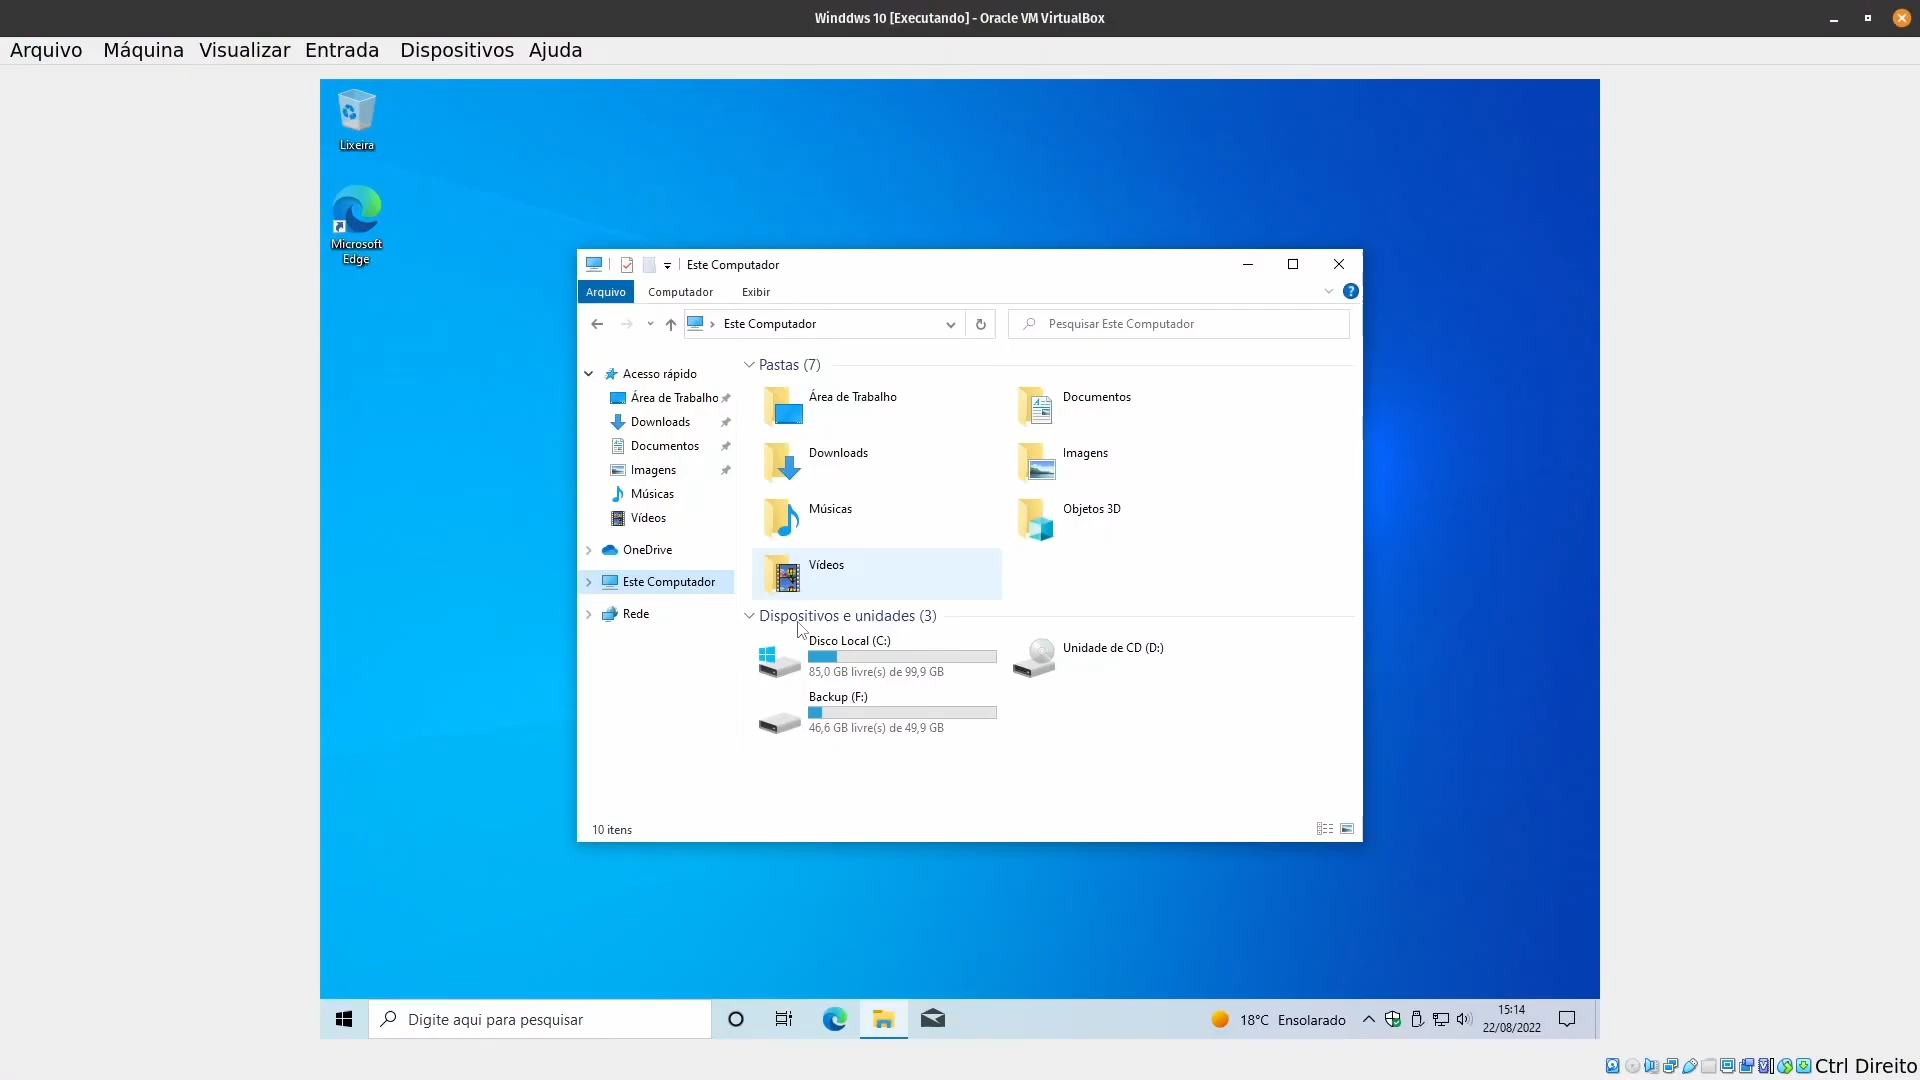 Winddws 10 [Executando] - Oracle VM VirtualBox
Arquivo Máquina Visualizar Entrada Dispositivos Ajuda
Lixeira
Microsoft
Edge
Este Computador
Arquivo Computador Exibir
Este Computador
Pesquisar Este Computador
Acesso rápido
Área de Trabalho
Downloads
Documentos
Imagens
Músicas
Vídeos
OneDrive
Este Computador
Rede
Pastas (7)
Área de Trabalho
Documentos
Downloads
Imagens
Músicas
Objetos 3D
Vídeos
Dispositivos e unidades (3)
Disco Local (C:)
85,0 GB livre(s) de 99,9 GB
Unidade de CD (D:)
Backup (F:)
46,6 GB livre(s) de 49,9 GB
10 itens
Digite aqui para pesquisar
18°C Ensolarado
15:14
22/08/2022
Ctrl Direito